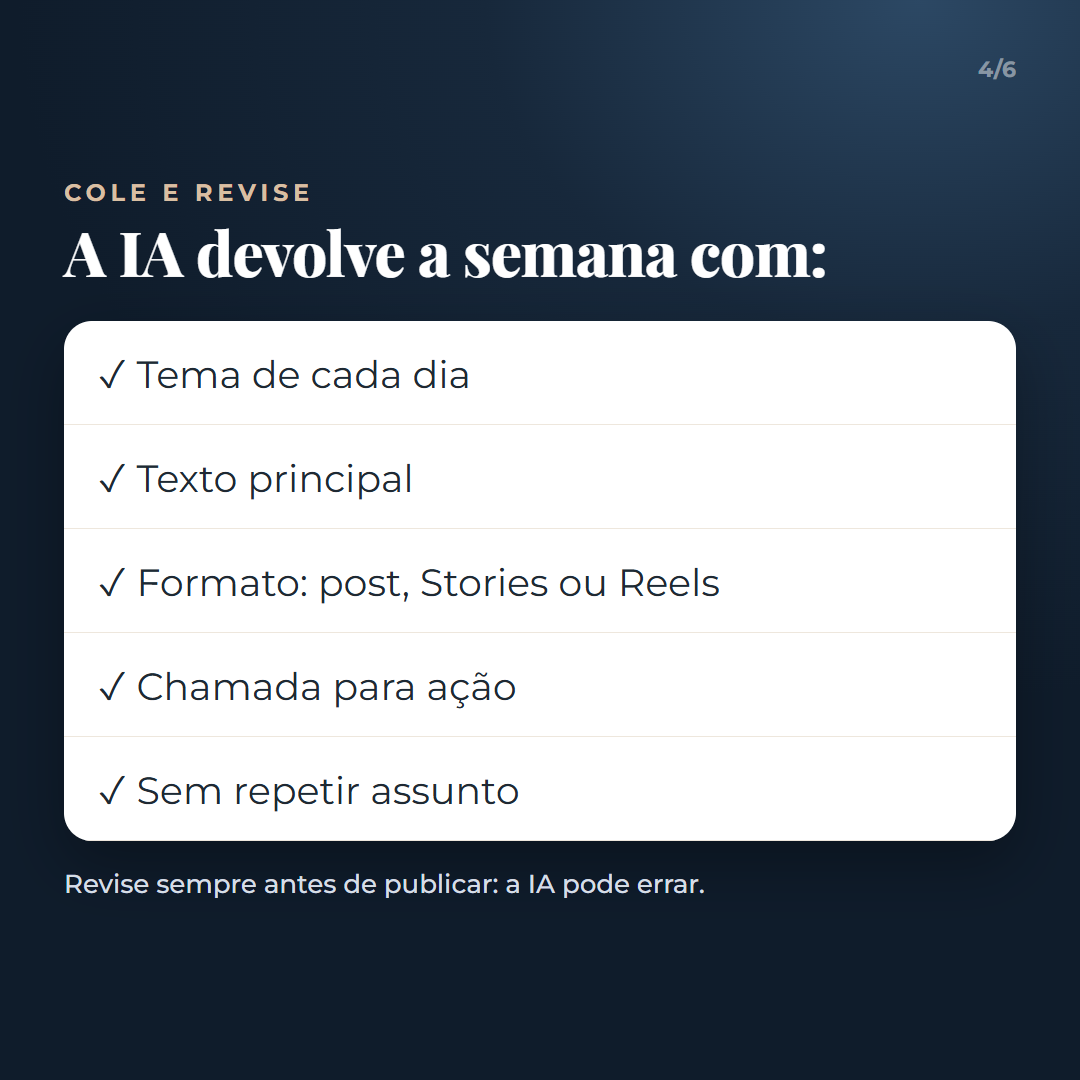 4/6
COLE E REVISE
A IA devolve a semana com:
✓ Tema de cada dia
✓ Texto principal
✓ Formato: post, Stories ou Reels
✓ Chamada para ação
✓ Sem repetir assunto
Revise sempre antes de publicar: a IA pode errar.